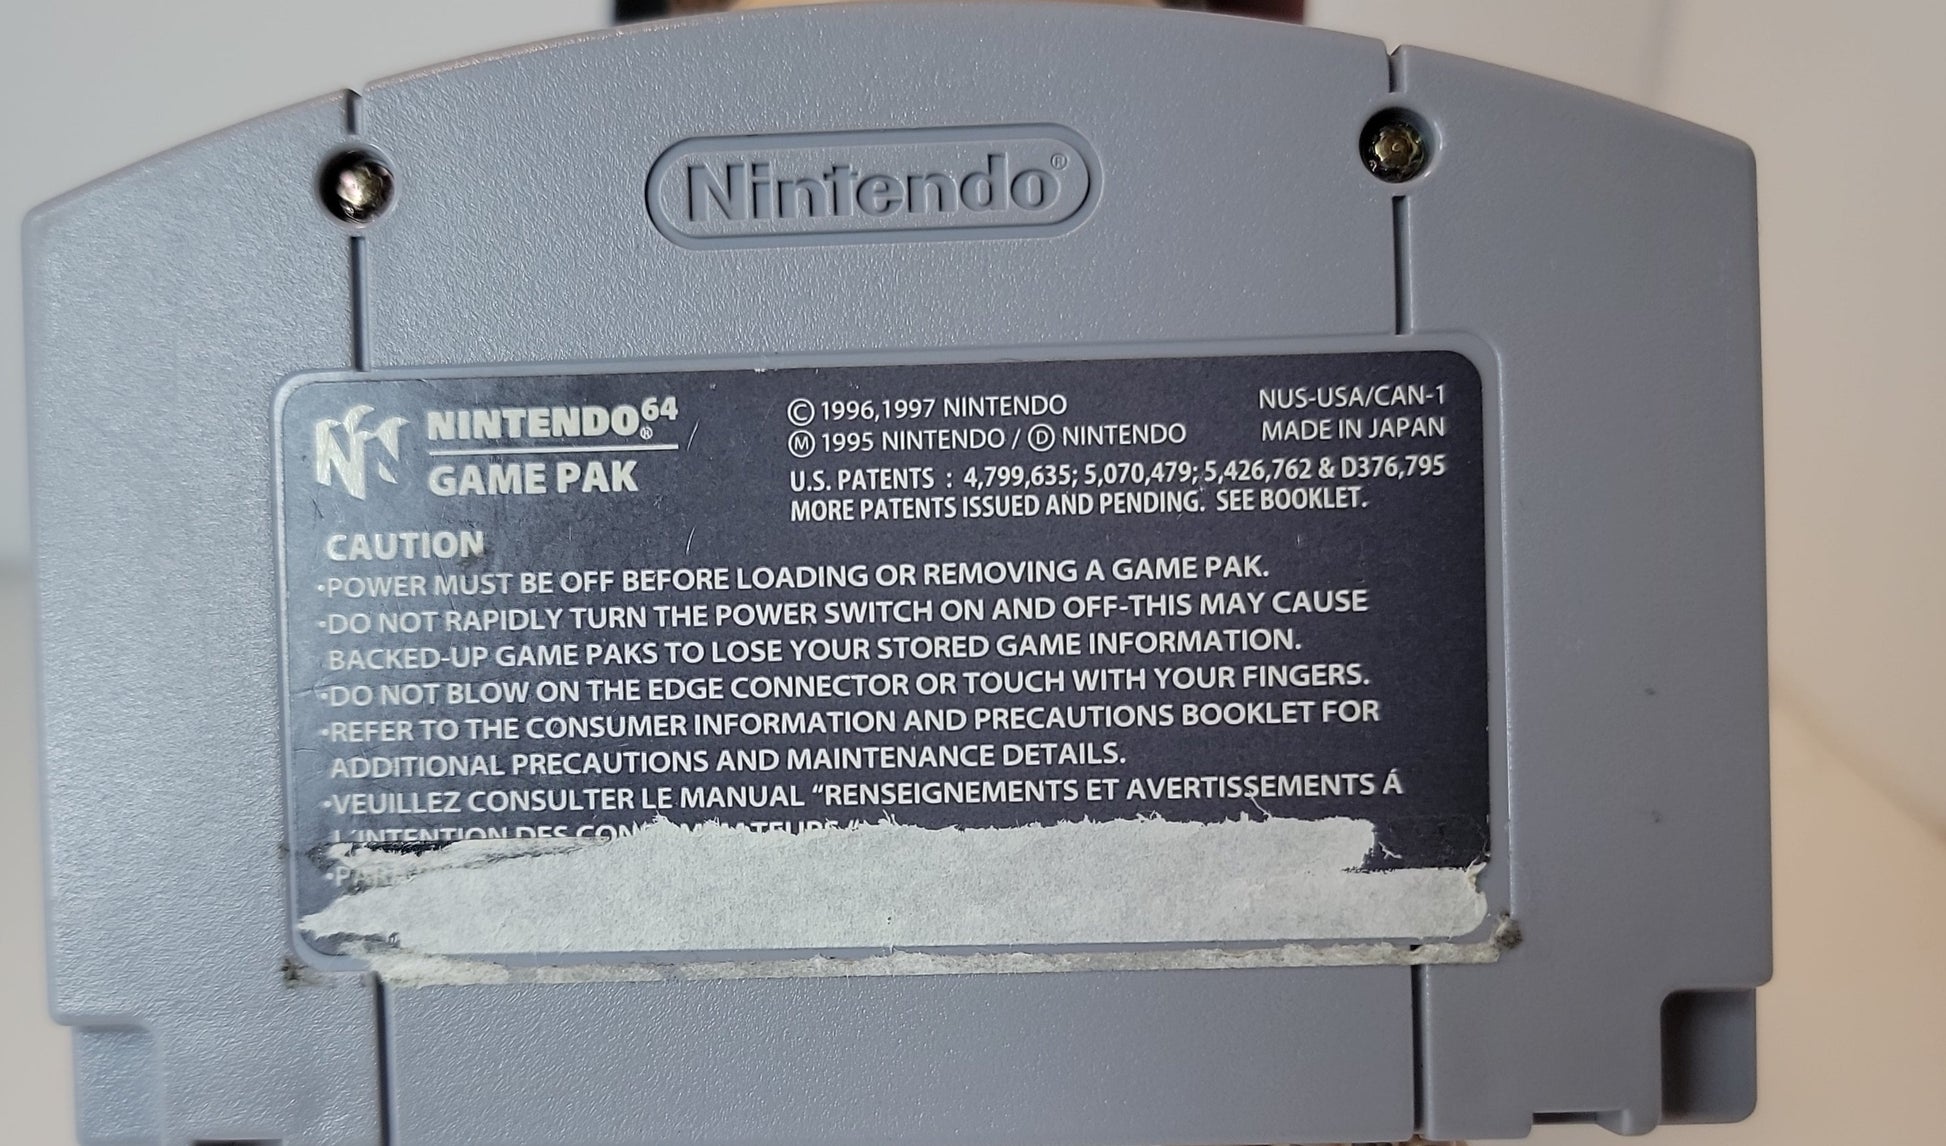 Nintendo®
NINTENDO®64
GAME PAK
© 1996,1997 NINTENDO
Ⓜ 1995 NINTENDO / Ⓓ NINTENDO
NUS-USA/CAN-1
MADE IN JAPAN
U.S. PATENTS : 4,799,635; 5,070,479; 5,426,762 & D376,795
MORE PATENTS ISSUED AND PENDING. SEE BOOKLET.
CAUTION
•POWER MUST BE OFF BEFORE LOADING OR REMOVING A GAME PAK.
•DO NOT RAPIDLY TURN THE POWER SWITCH ON AND OFF-THIS MAY CAUSE
BACKED-UP GAME PAKS TO LOSE YOUR STORED GAME INFORMATION.
•DO NOT BLOW ON THE EDGE CONNECTOR OR TOUCH WITH YOUR FINGERS.
•REFER TO THE CONSUMER INFORMATION AND PRECAUTIONS BOOKLET FOR
ADDITIONAL PRECAUTIONS AND MAINTENANCE DETAILS.
•VEUILLEZ CONSULTER LE MANUAL “RENSEIGNEMENTS ET AVERTISSEMENTS Á
L'INTENTION DES